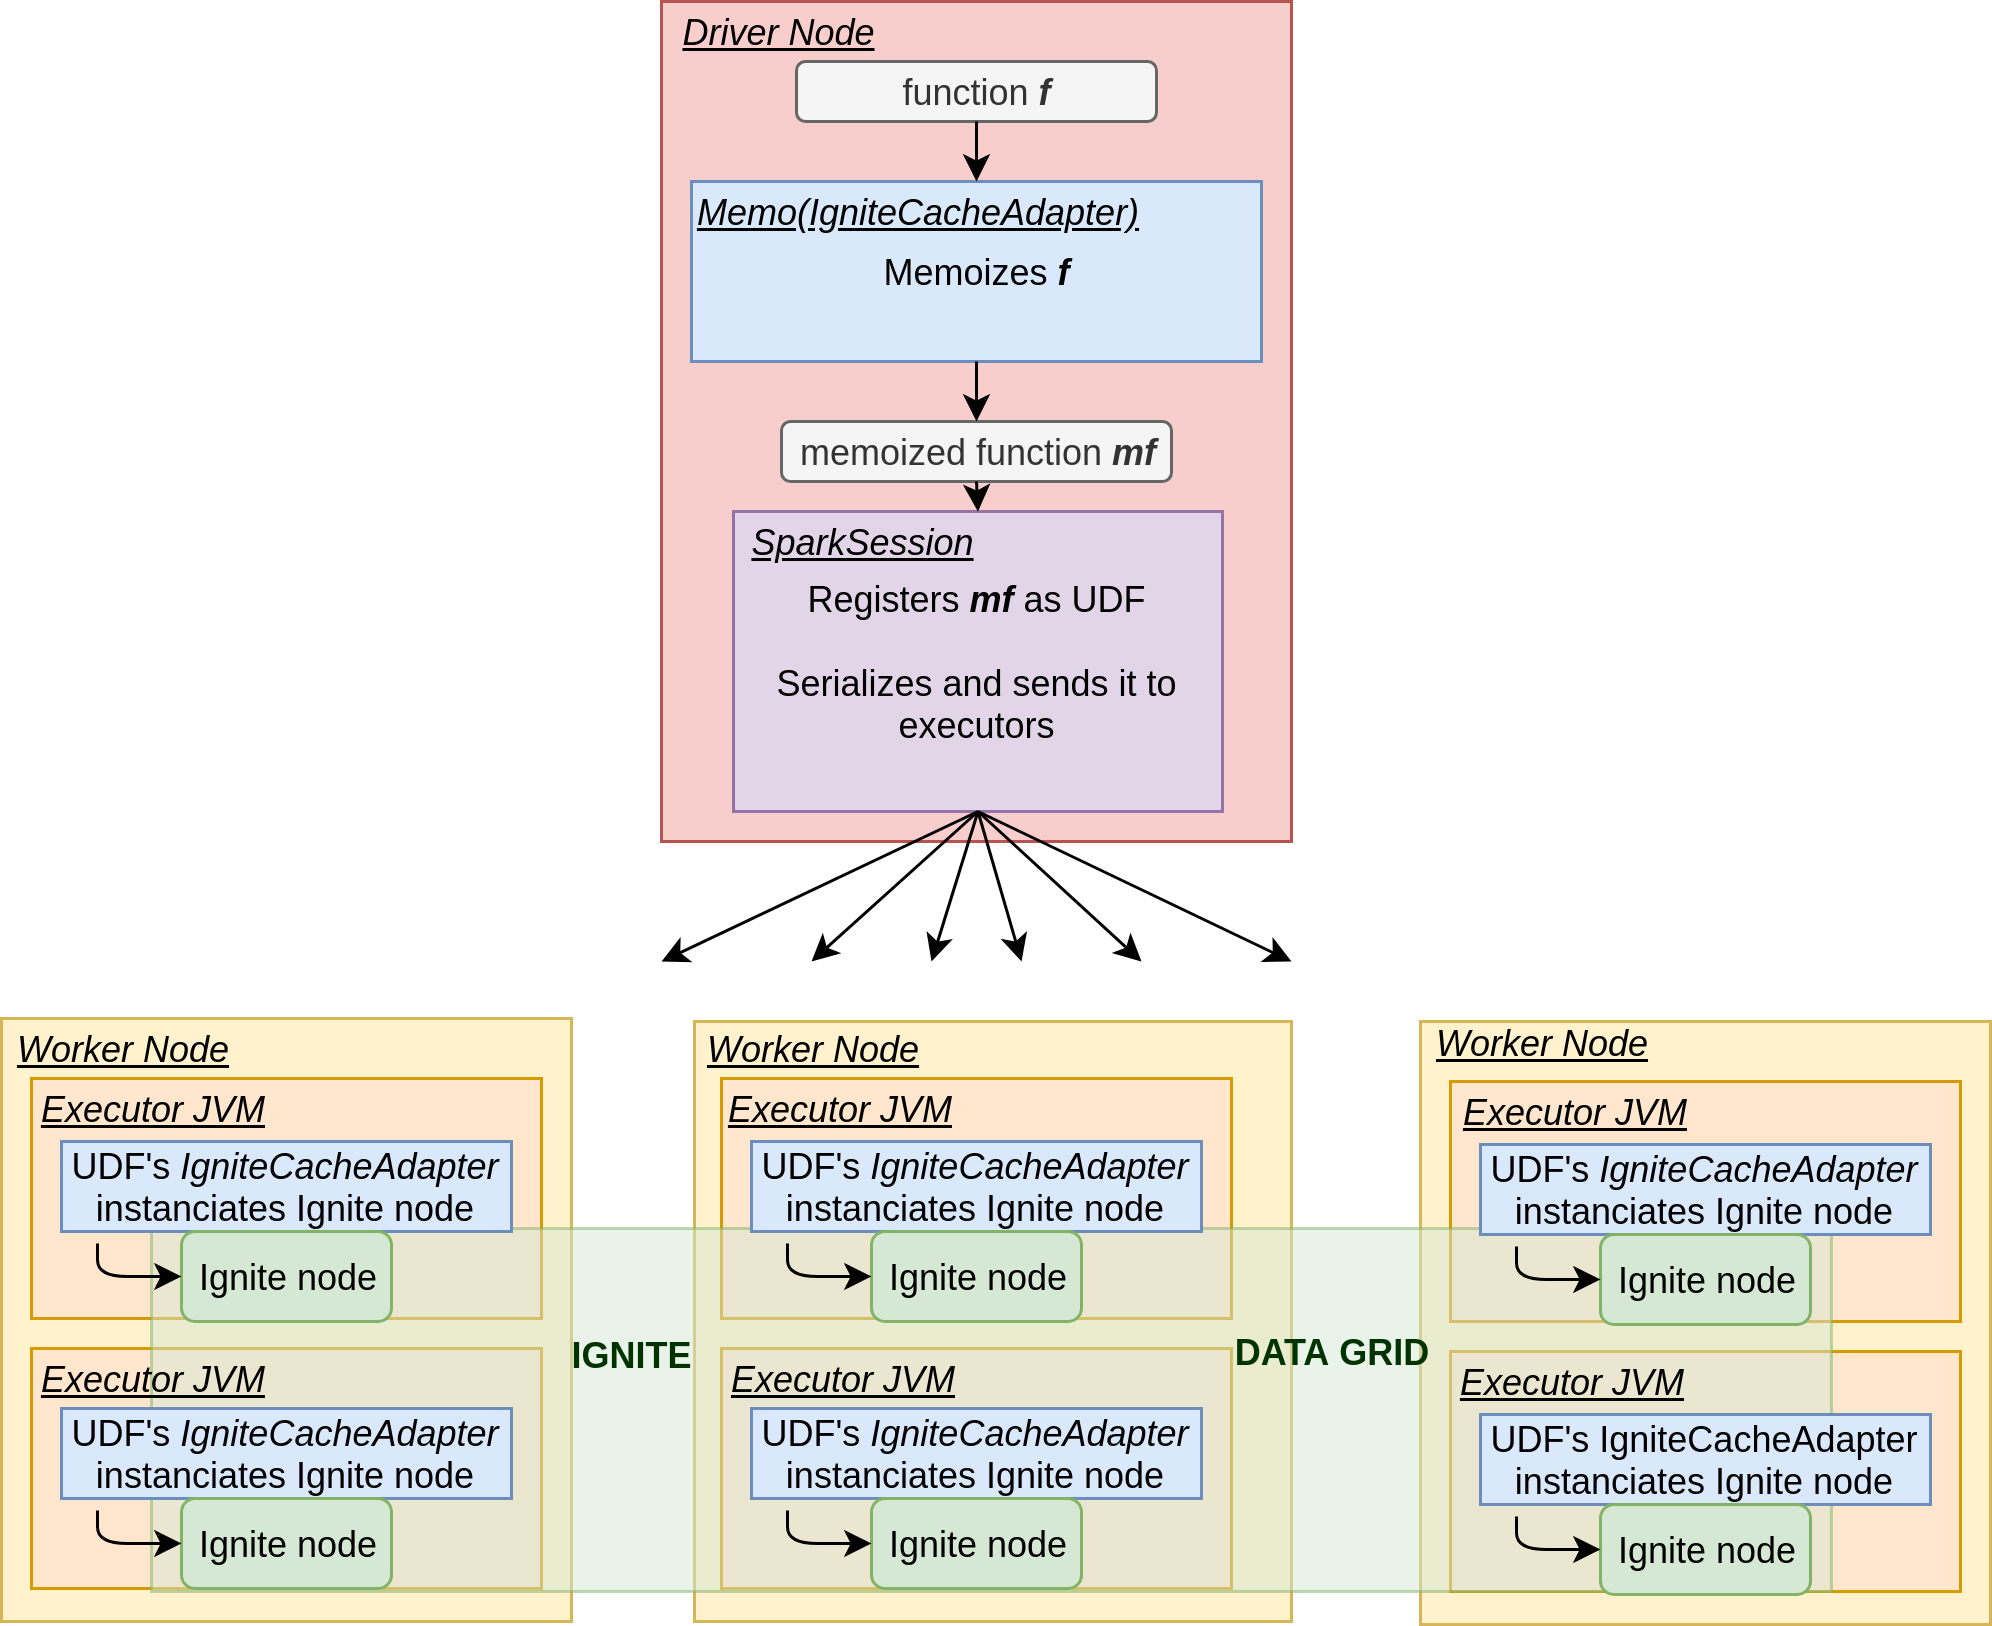 Driver Node
function f
Memo(IgniteCacheAdapter)
Memoizes f
memoized function mf
SparkSession
Registers mf as UDF
Serializes and sends it to
executors
Worker Node
Executor JVM
UDF's IgniteCacheAdapter
instanciates Ignite node
Ignite node
Executor JVM
UDF's IgniteCacheAdapter
instanciates Ignite node
Ignite node
IGNITE
Worker Node
Executor JVM
UDF's IgniteCacheAdapter
instanciates Ignite node
Ignite node
Executor JVM
UDF's IgniteCacheAdapter
instanciates Ignite node
Ignite node
DATA GRID
Worker Node
Executor JVM
UDF's IgniteCacheAdapter
instanciates Ignite node
Ignite node
Executor JVM
UDF's IgniteCacheAdapter
instanciates Ignite node
Ignite node